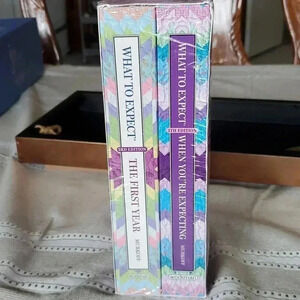 WHAT TO EXPECT
3RD EDITION
THE FIRST YEAR
MURKOFF
WHAT TO EXPECT
5TH EDITION
WHEN YOU'RE EXPECTING
MURKOFF